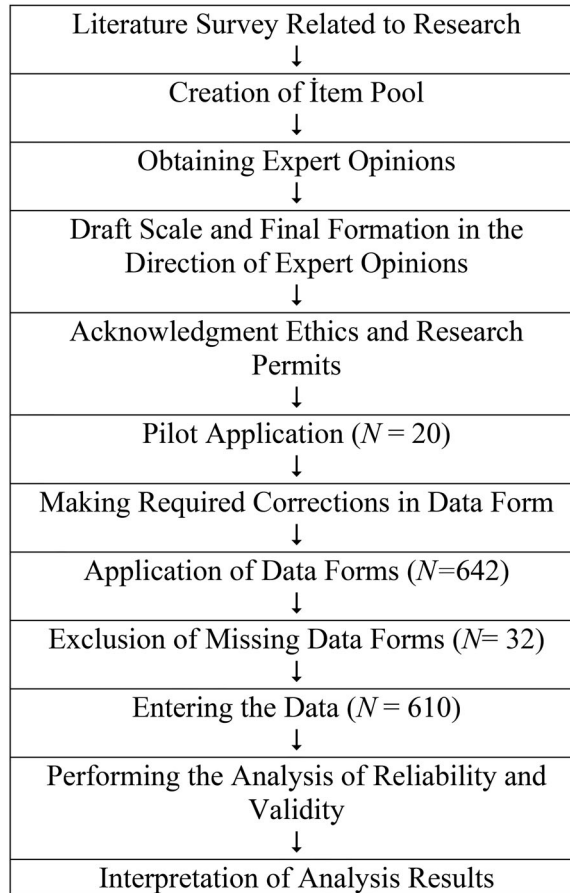 Literature Survey Related to Research
↓
Creation of İtem Pool
↓
Obtaining Expert Opinions
↓
Draft Scale and Final Formation in the
Direction of Expert Opinions
↓
Acknowledgment Ethics and Research
Permits
↓
Pilot Application (N = 20)
↓
Making Required Corrections in Data Form
↓
Application of Data Forms (N=642)
↓
Exclusion of Missing Data Forms (N= 32)
↓
Entering the Data (N = 610)
↓
Performing the Analysis of Reliability and
Validity
↓
Interpretation of Analysis Results